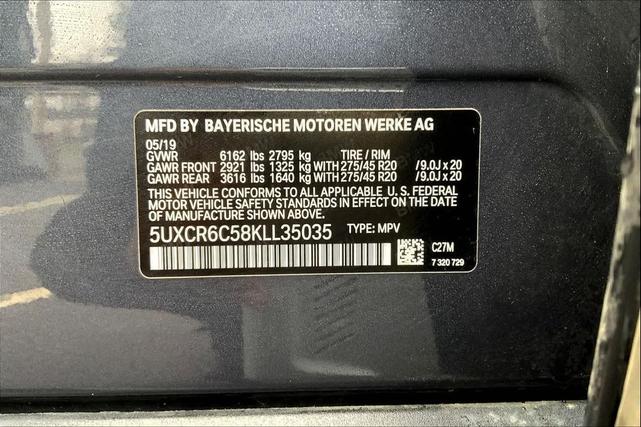 MFD BY BAYERISCHE MOTOREN WERKE AG
05/19
GVWR 6162 lbs 2795 kg TIRE / RIM
GAWR FRONT 2921 lbs 1325 kg WITH 275/45 R20 /9.0J x 20
GAWR REAR 3616 lbs 1640 kg WITH 275/45 R20 /9.0J x 20
THIS VEHICLE CONFORMS TO ALL APPLICABLE U. S. FEDERAL
MOTOR VEHICLE SAFETY STANDARDS IN EFFECT ON THE DATE
OF MANUFACTURE SHOWN ABOVE.
5UXCR6C58KLL35035 TYPE: MPV
C27M
7 320 729